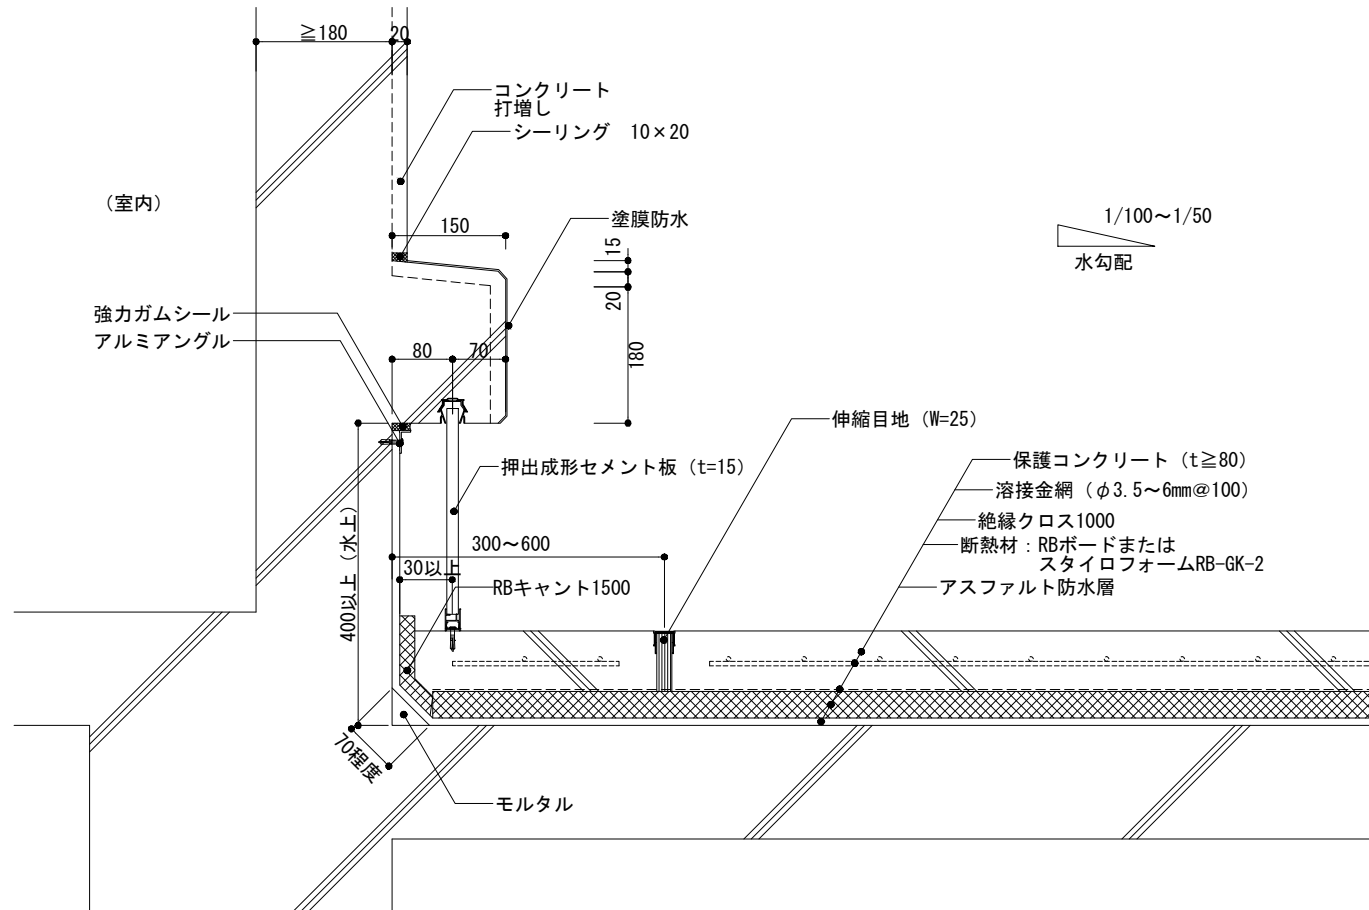 ≧180
20
コンクリート
打増し
シーリング　10×20
（室内）
150
塗膜防水
15
20
180
1/100～1/50
水勾配
強力ガムシール
アルミアングル
80
70
伸縮目地（W=25）
押出成形セメント板（t=15）
保護コンクリート（t≧80）
溶接金網（φ3.5～6mm@100）
絶縁クロス1000
断熱材：RBボードまたは
スタイロフォームRB-GK-2
アスファルト防水層
400以上（水上）
300～600
30以上
RBキャント1500
70程度
モルタル